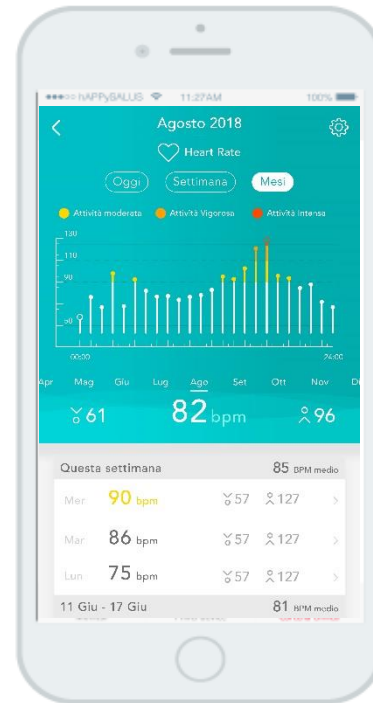 hAPPySALUS 11:27AM 100%
Agosto 2018
Heart Rate
Oggi Settimana Mesi
Attività moderata Attività Vigorosa Attività intensa
130
110
90
50
00:00 24:00
Apr Mag Giu Lug Ago Set Ott Nov Di
61 82 bpm 96
Questa settimana 85 BPM medio
Mer 90 bpm 57 127
Mar 86 bpm 57 127
Lun 75 bpm 57 127
11 Giu - 17 Giu 81 BPM medio